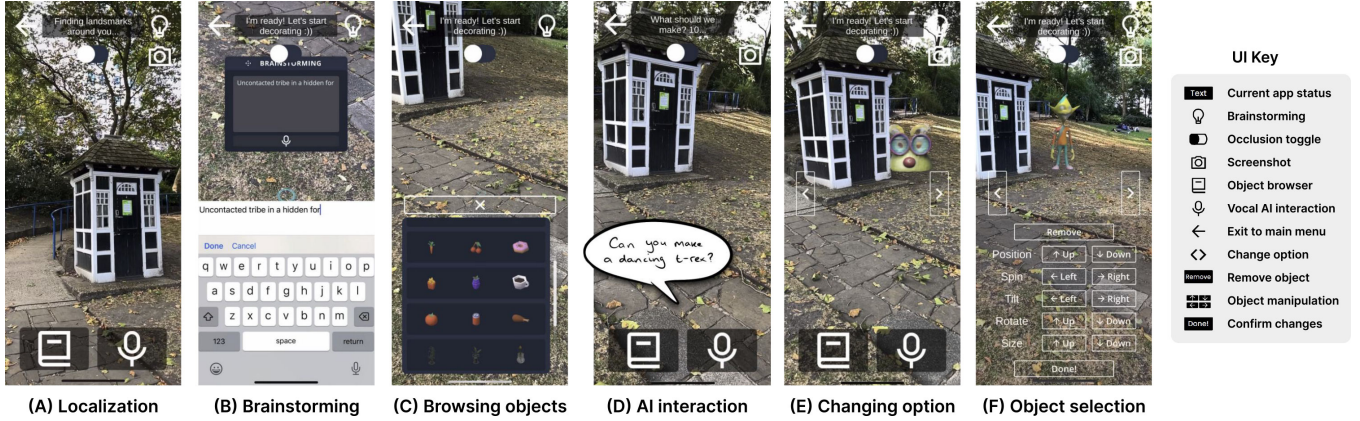 Finding landmarks
around you...
(A) Localization
I'm ready! Let's start
decorating :))
BRAINSTORMING
Uncontacted tribe in a hidden for
Uncontacted tribe in a hidden for
Done Cancel
q w e r t y u i o p
a s d f g h j k l
z x c v b n m
123 space return
(B) Brainstorming
I'm ready! Let's start
decorating :))
(C) Browsing objects
What should we
make? 10...
Can you make
a dancing t-rex?
(D) AI interaction
I'm ready! Let's start
decorating :))
(E) Changing option
I'm ready! Let's start
decorating :))
Remove
Position ↑ Up ↓ Down
Spin ← Left → Right
Tilt ← Left → Right
Rotate ↑ Up ↓ Down
Size ↑ Up ↓ Down
Done!
(F) Object selection
UI Key
Text Current app status
Brainstorming
Occlusion toggle
Screenshot
Object browser
Vocal AI interaction
Exit to main menu
Change option
Remove Remove object
Object manipulation
Done! Confirm changes